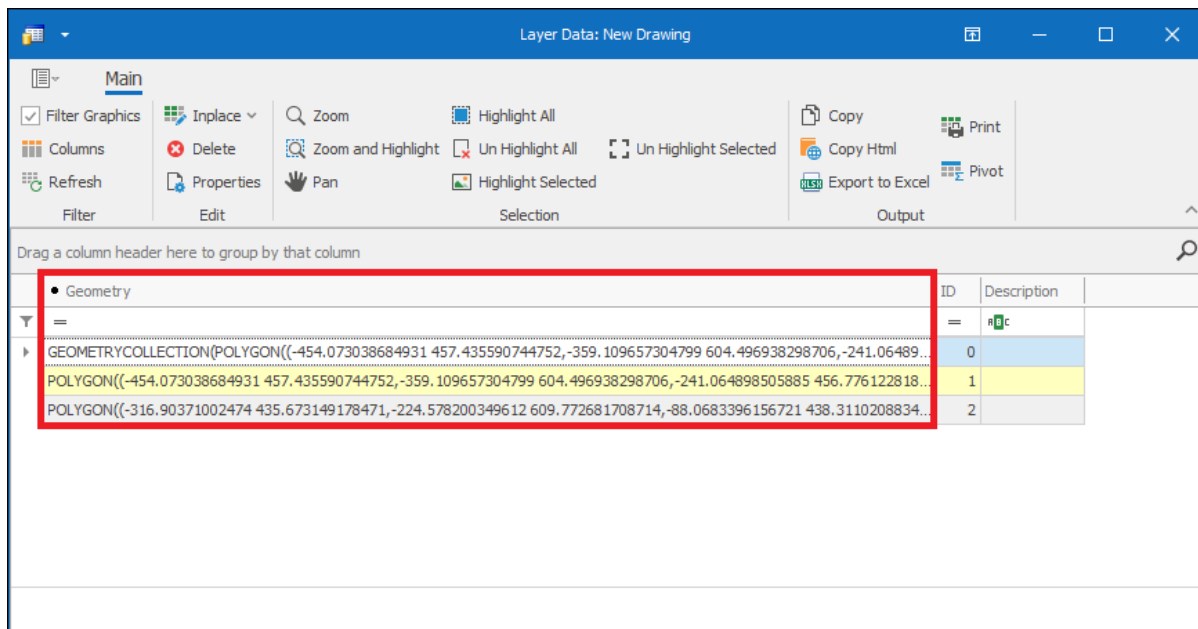 Layer Data: New Drawing
Main
Filter Graphics Inplace Zoom Highlight All Copy Print
Columns Delete Zoom and Highlight Un Highlight All Un Highlight Selected Copy Html
Refresh Properties Pan Highlight Selected XLSX Export to Excel Pivot
Filter Edit Selection Output
Drag a column header here to group by that column
Geometry ID Description
= = ABC
GEOMETRYCOLLECTION(POLYGON((-454.073038684931 457.435590744752,-359.109657304799 604.496938298706,-241.06489... 0
POLYGON((-454.073038684931 457.435590744752,-359.109657304799 604.496938298706,-241.064898505885 456.776122818... 1
POLYGON((-316.90371002474 435.673149178471,-224.578200349612 609.772681708714,-88.0683396156721 438.3110208834... 2